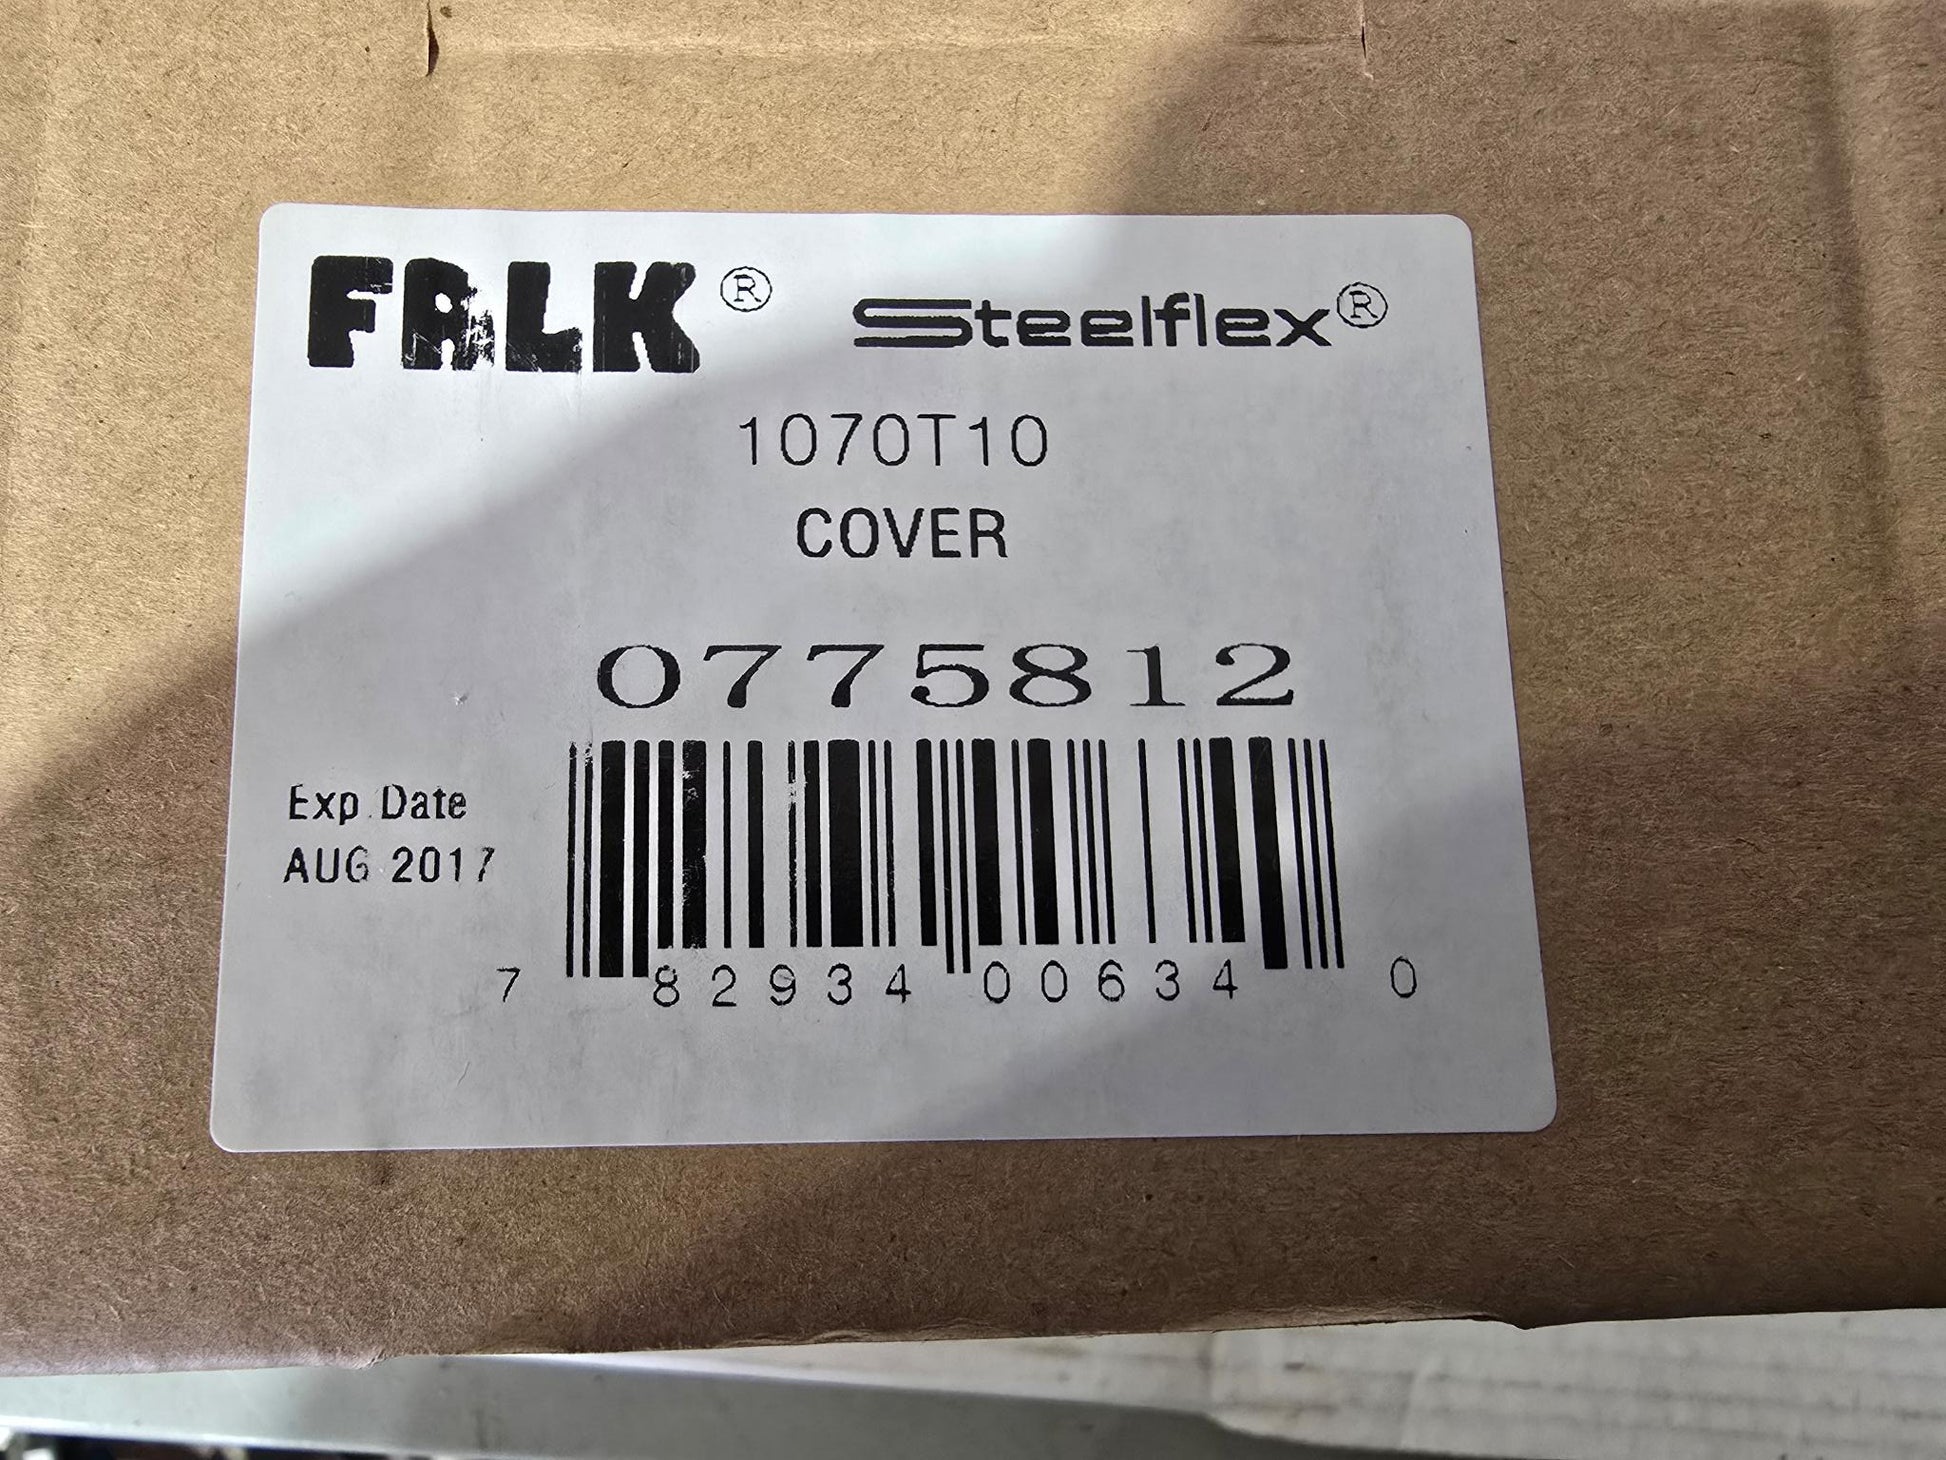 FALK® Steelflex®
1070T10
COVER
0775812
Exp. Date
AUG 2017
7 82934 00634 0